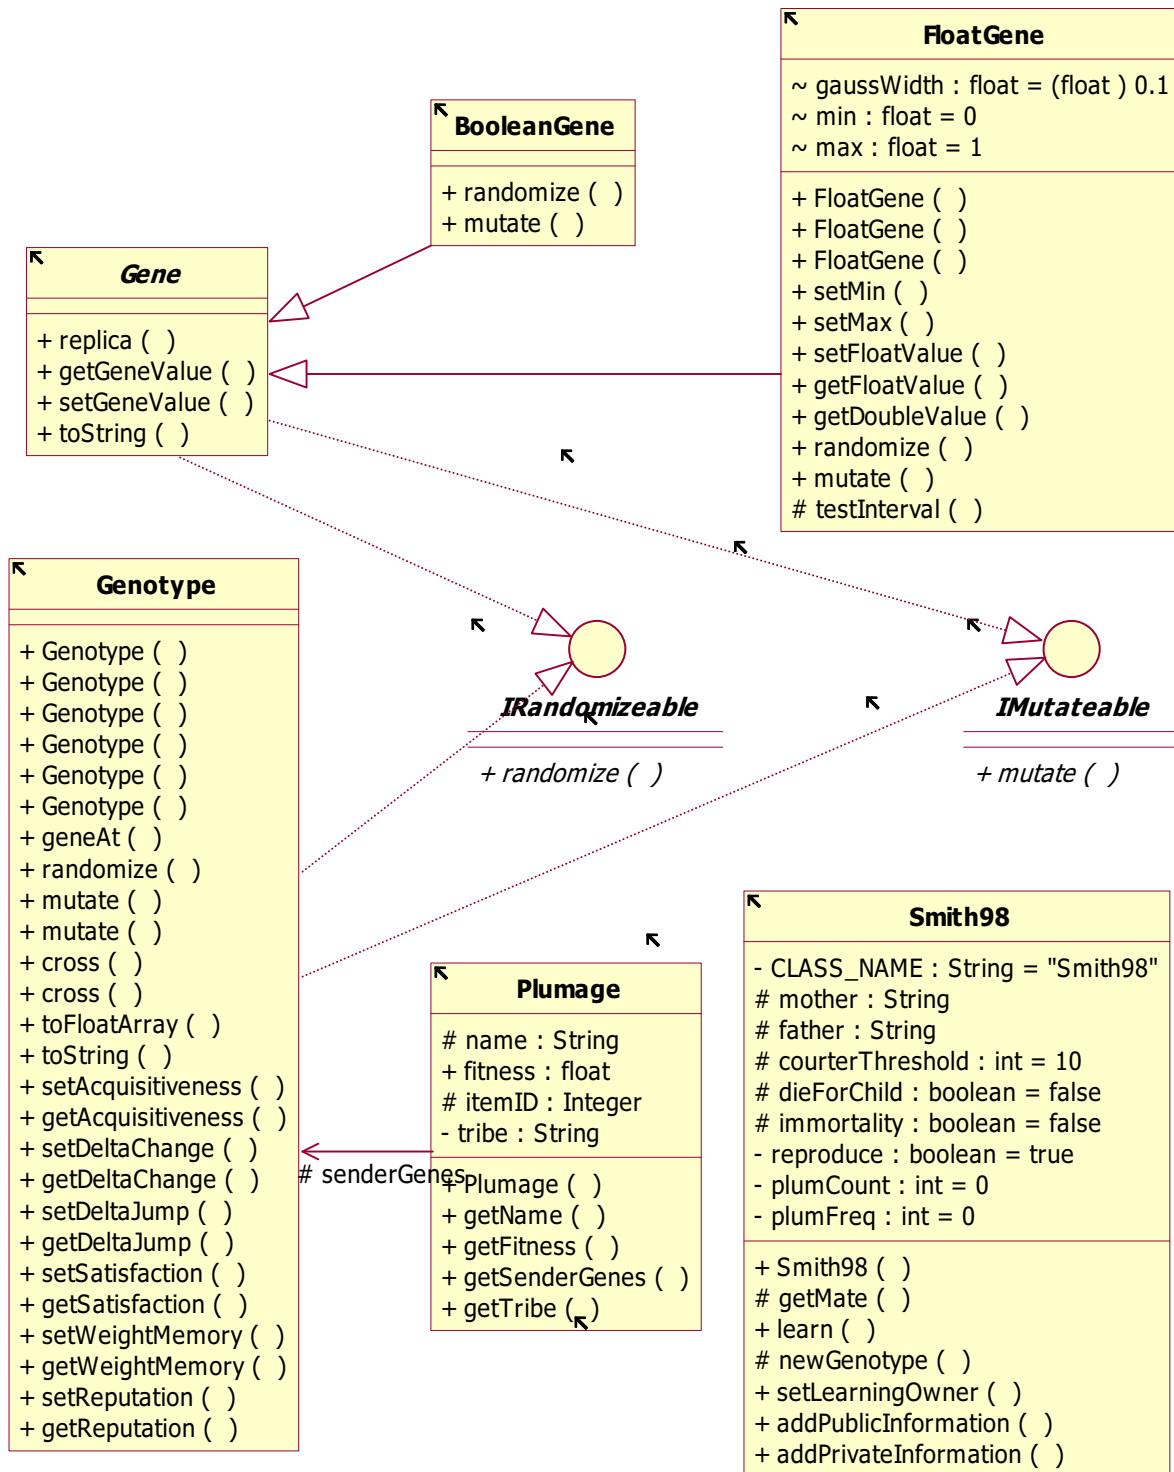 FloatGene
~ gaussWidth : float = (float ) 0.1
~ min : float = 0
~ max : float = 1
+ FloatGene ( )
+ FloatGene ( )
+ FloatGene ( )
+ setMin ( )
+ setMax ( )
+ setFloatValue ( )
+ getFloatValue ( )
+ getDoubleValue ( )
+ randomize ( )
+ mutate ( )
# testInterval ( )
BooleanGene
+ randomize ( )
+ mutate ( )
Gene
+ replica ( )
+ getGeneValue ( )
+ setGeneValue ( )
+ toString ( )
Genotype
+ Genotype ( )
+ Genotype ( )
+ Genotype ( )
+ Genotype ( )
+ Genotype ( )
+ Genotype ( )
+ geneAt ( )
+ randomize ( )
+ mutate ( )
+ mutate ( )
+ cross ( )
+ cross ( )
+ toFloatArray ( )
+ toString ( )
+ setAcquisitiveness ( )
+ getAcquisitiveness ( )
+ setDeltaChange ( )
+ getDeltaChange ( )
+ setDeltaJump ( )
+ getDeltaJump ( )
+ setSatisfaction ( )
+ getSatisfaction ( )
+ setWeightMemory ( )
+ getWeightMemory ( )
+ setReputation ( )
+ getReputation ( )
IRandomizeable
+ randomize ( )
IMutateable
+ mutate ( )
# senderGenes
Plumage
# name : String
+ fitness : float
# itemID : Integer
- tribe : String
+ Plumage ( )
+ getName ( )
+ getFitness ( )
+ getSenderGenes ( )
+ getTribe ( )
Smith98
- CLASS_NAME : String = "Smith98"
# mother : String
# father : String
# courterThreshold : int = 10
# dieForChild : boolean = false
# immortality : boolean = false
- reproduce : boolean = true
- plumCount : int = 0
- plumFreq : int = 0
+ Smith98 ( )
# getMate ( )
+ learn ( )
# newGenotype ( )
+ setLearningOwner ( )
+ addPublicInformation ( )
+ addPrivateInformation ( )